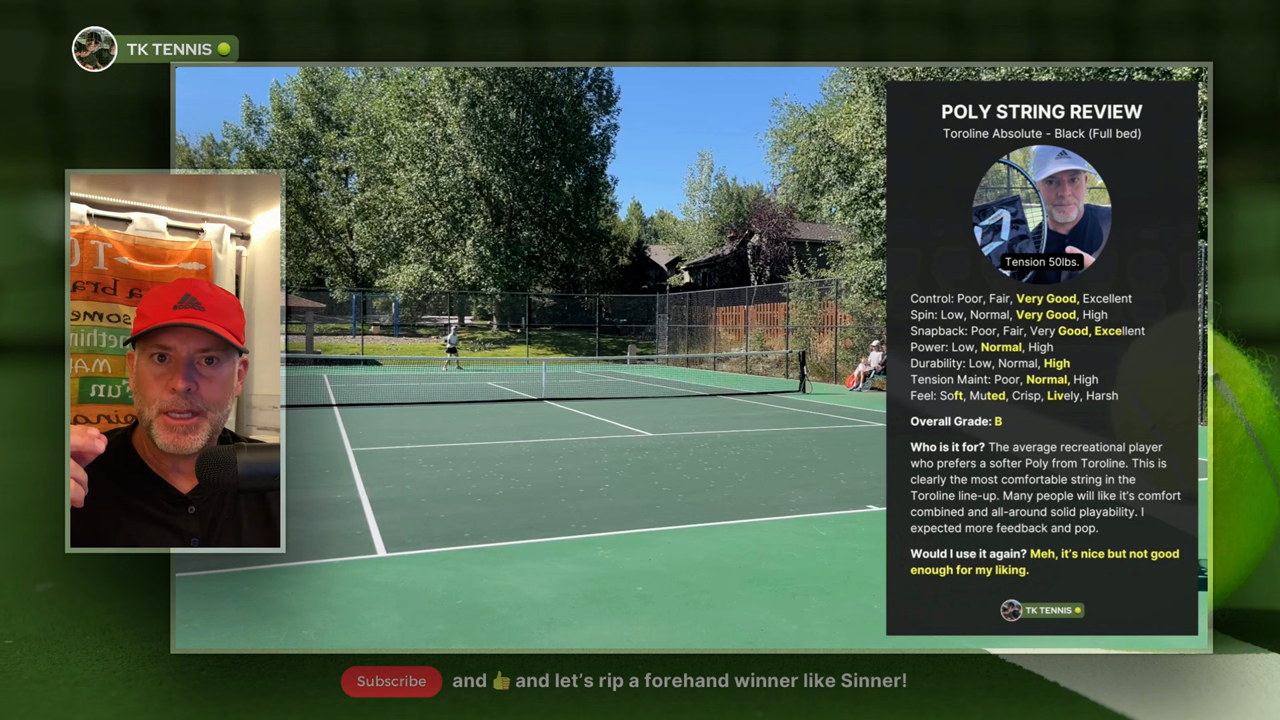 TK TENNIS
POLY STRING REVIEW
Toroline Absolute - Black (Full bed)
Tension 50lbs.
Control: Poor, Fair, Very Good, Excellent
Spin: Low, Normal, Very Good, High
Snapback: Poor, Fair, Very Good, Excellent
Power: Low, Normal, High
Durability: Low, Normal, High
Tension Maint: Poor, Normal, High
Feel: Soft, Muted, Crisp, Lively, Harsh
Overall Grade: B
Who is it for? The average recreational player
who prefers a softer Poly from Toroline. This is
clearly the most comfortable string in the
Toroline line-up. Many people will like it's comfort
combined and all-around solid playability. I
expected more feedback and pop.
Would I use it again? Meh, it's nice but not good
enough for my liking.
TK TENNIS
Subscribe and 👍 and let's rip a forehand winner like Sinner!